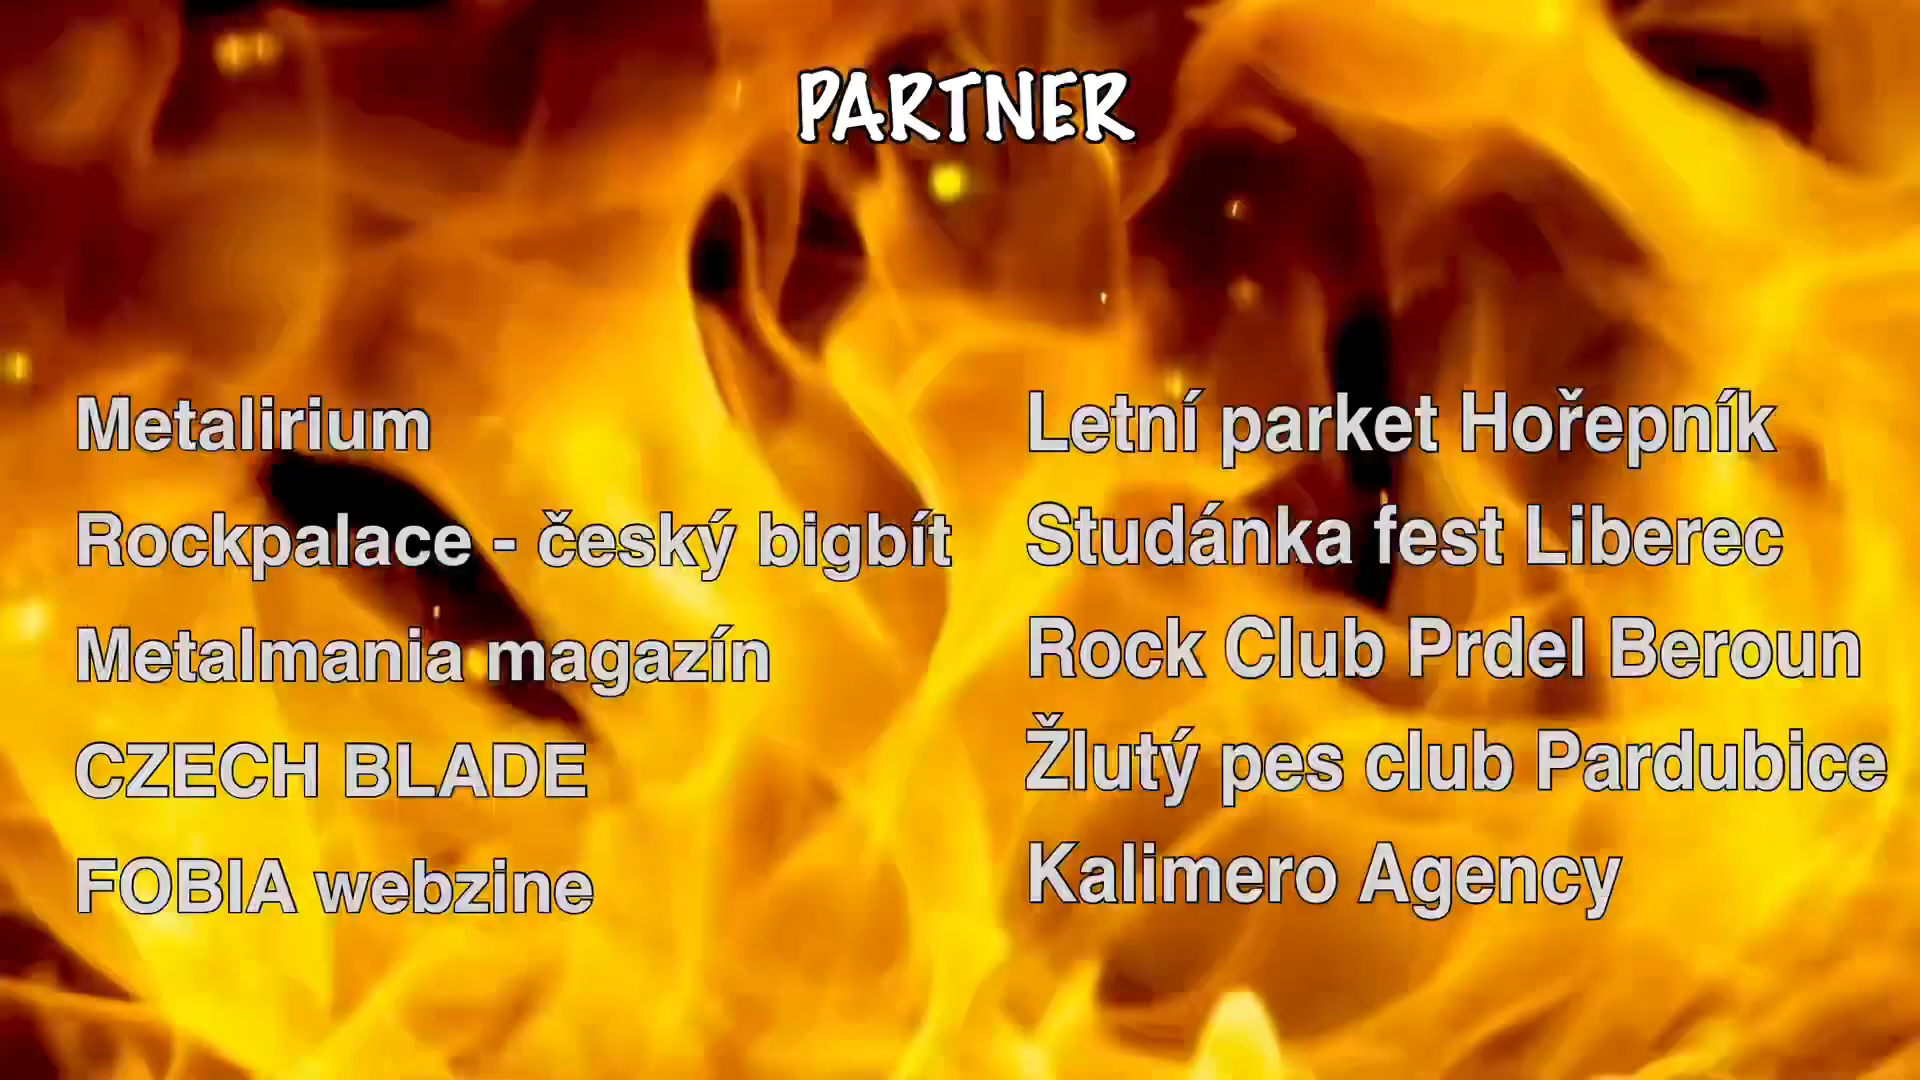 PARTNER
Metalirium
Rockpalace - český bigbít
Metalmania magazín
CZECH BLADE
FOBIA webzine
Letní parket Hořepník
Studánka fest Liberec
Rock Club Prdel Beroun
Žlutý pes club Pardubice
Kalimero Agency